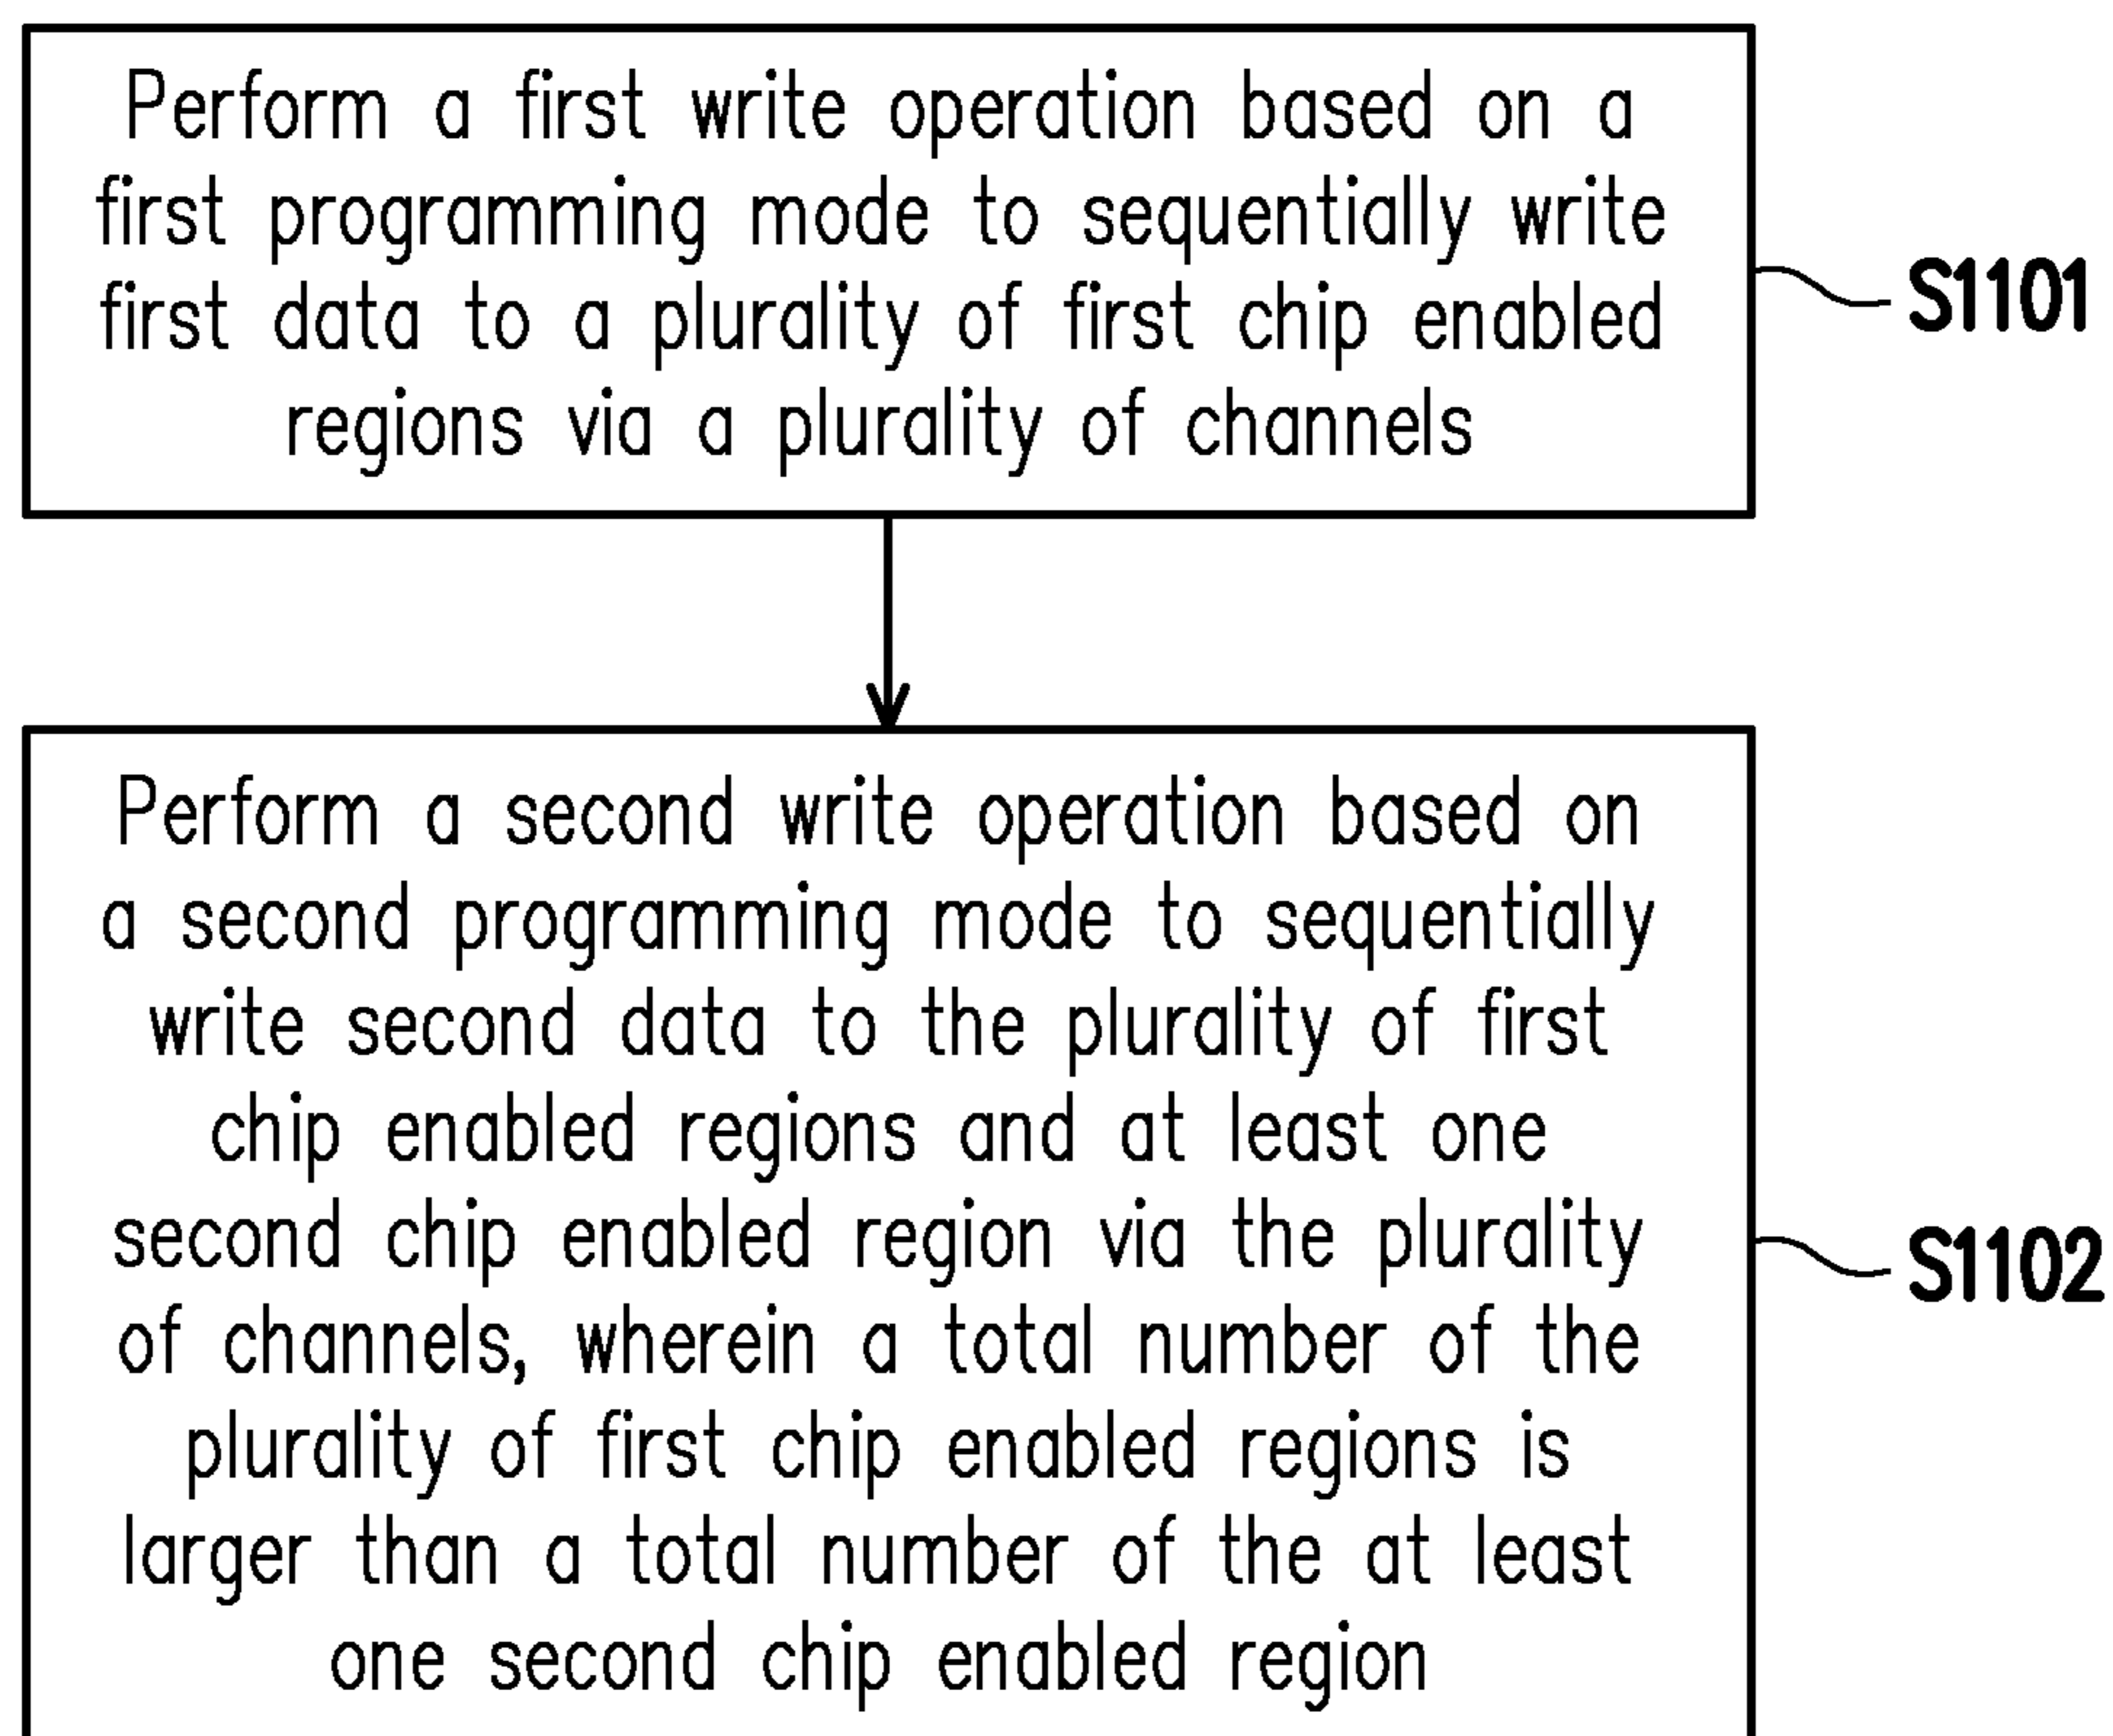 Perform a first write operation based on a
first programming mode to sequentially write
first data to a plurality of first chip enabled
regions via a plurality of channels
S1101
Perform a second write operation based on
a second programming mode to sequentially
write second data to the plurality of first
chip enabled regions and at least one
second chip enabled region via the plurality
of channels, wherein a total number of the
plurality of first chip enabled regions is
larger than a total number of the at least
one second chip enabled region
S1102